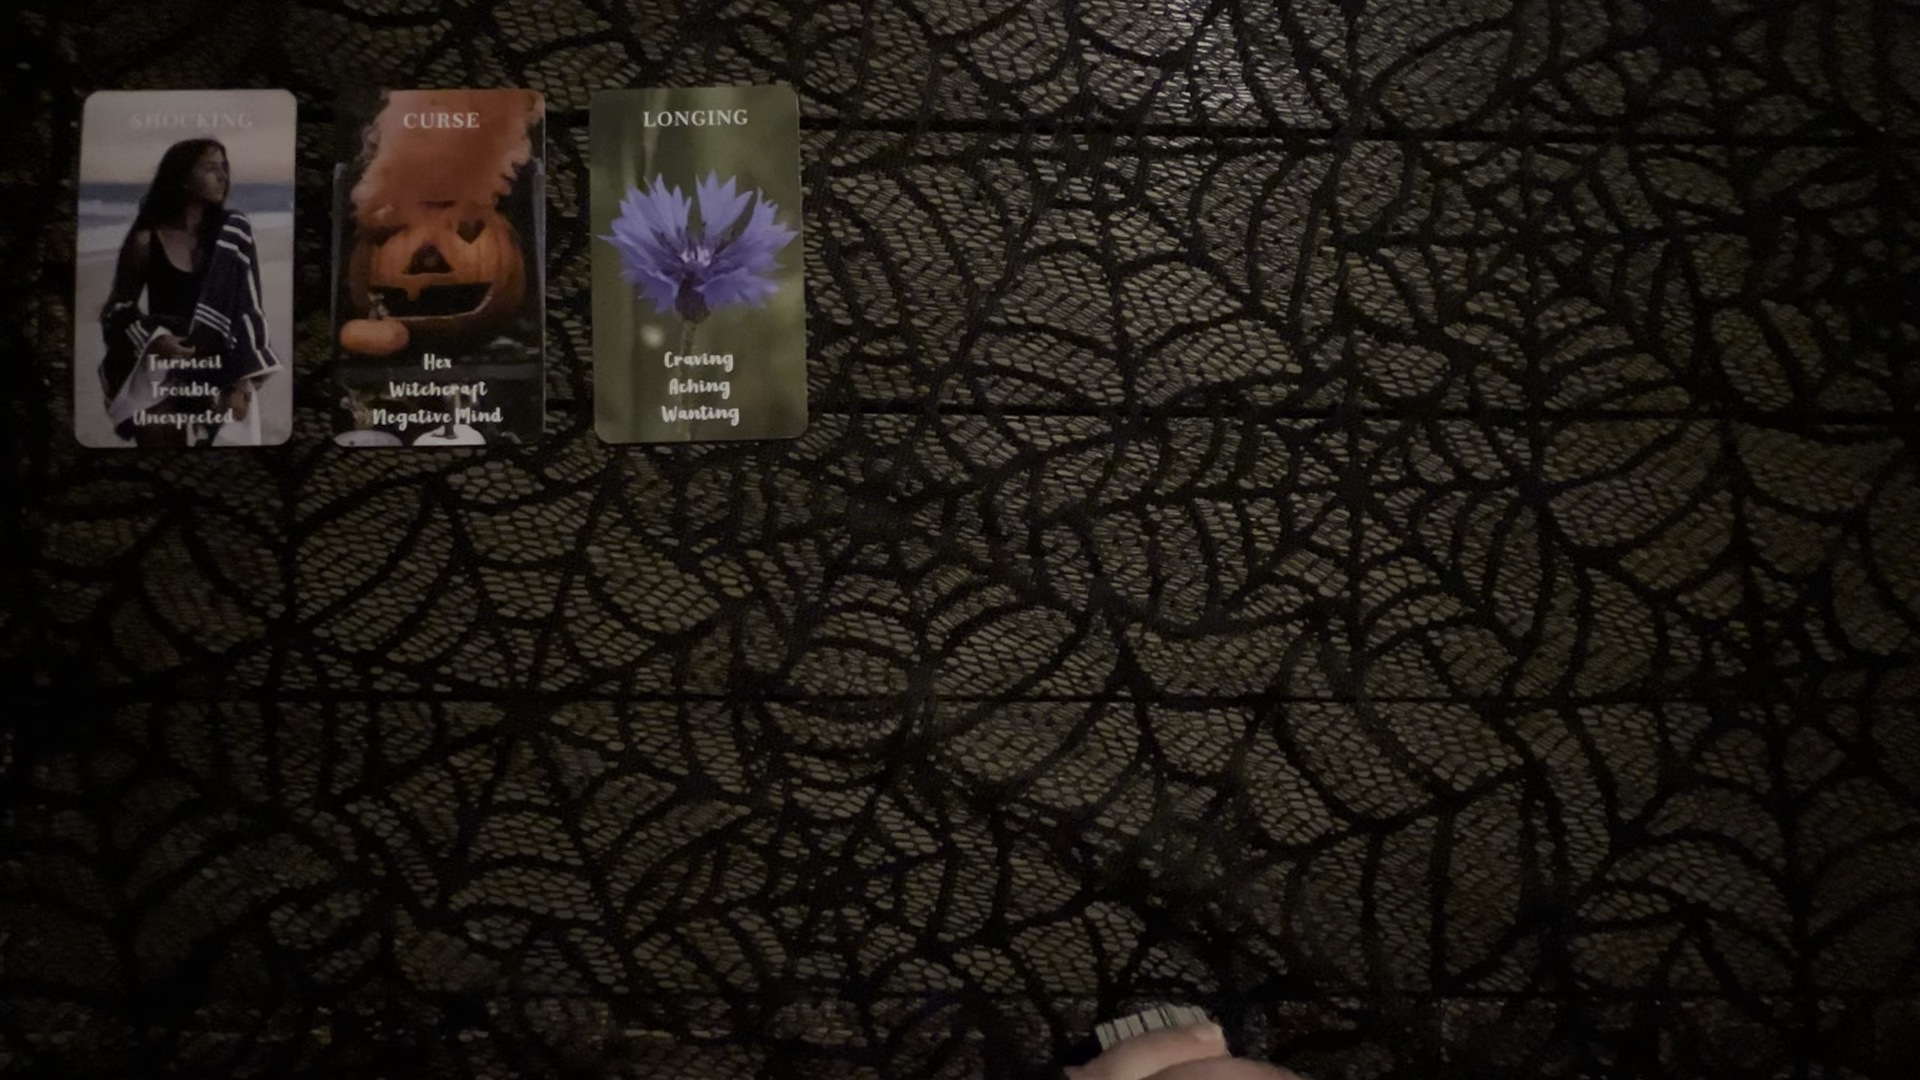 SHOCKING
Turmoil
Trouble
Unexpected
CURSE
Hex
Witchcraft
Negative Mind
LONGING
Craving
Aching
Wanting